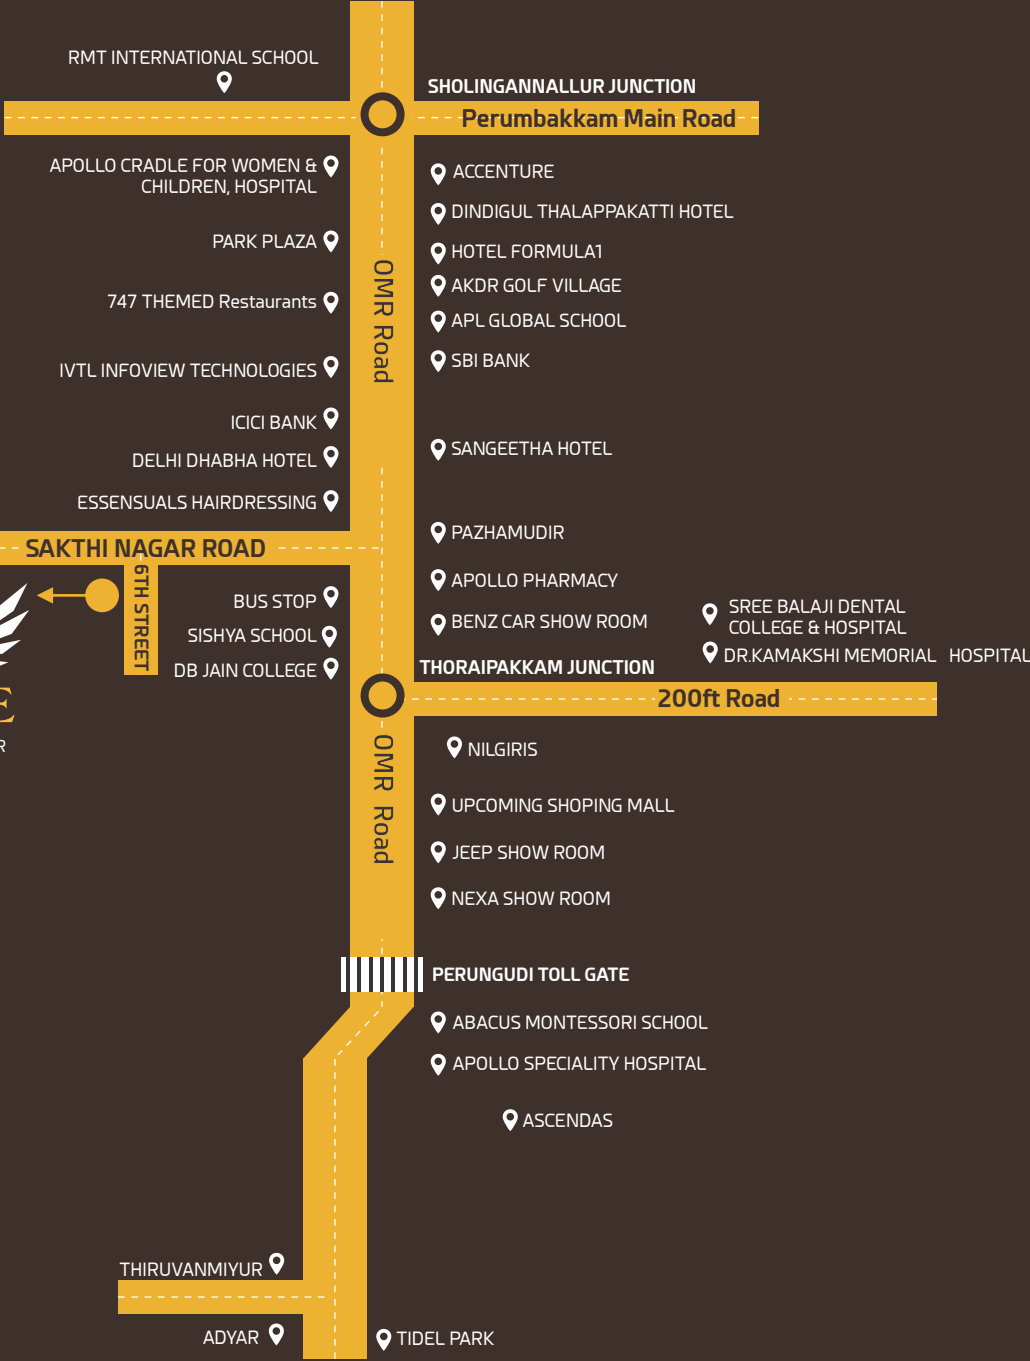 RMT INTERNATIONAL SCHOOL
SHOLINGANNALLUR JUNCTION
Perumbakkam Main Road
APOLLO CRADLE FOR WOMEN &
CHILDREN, HOSPITAL
ACCENTURE
DINDIGUL THALAPPAKATTI HOTEL
PARK PLAZA
HOTEL FORMULA1
AKDR GOLF VILLAGE
747 THEMED Restaurants
APL GLOBAL SCHOOL
OMR Road
SBI BANK
IVTL INFOVIEW TECHNOLOGIES
ICICI BANK
SANGEETHA HOTEL
DELHI DHABHA HOTEL
ESSENSUALS HAIRDRESSING
PAZHAMUDIR
SAKTHI NAGAR ROAD
6TH STREET
APOLLO PHARMACY
BUS STOP
BENZ CAR SHOW ROOM
SREE BALAJI DENTAL
COLLEGE & HOSPITAL
SISHYA SCHOOL
DR.KAMAKSHI MEMORIAL HOSPITAL
DB JAIN COLLEGE
THORAIPAKKAM JUNCTION
200ft Road
E
R
NILGIRIS
OMR Road
UPCOMING SHOPING MALL
JEEP SHOW ROOM
NEXA SHOW ROOM
PERUNGUDI TOLL GATE
ABACUS MONTESSORI SCHOOL
APOLLO SPECIALITY HOSPITAL
ASCENDAS
THIRUVANMIYUR
ADYAR
TIDEL PARK